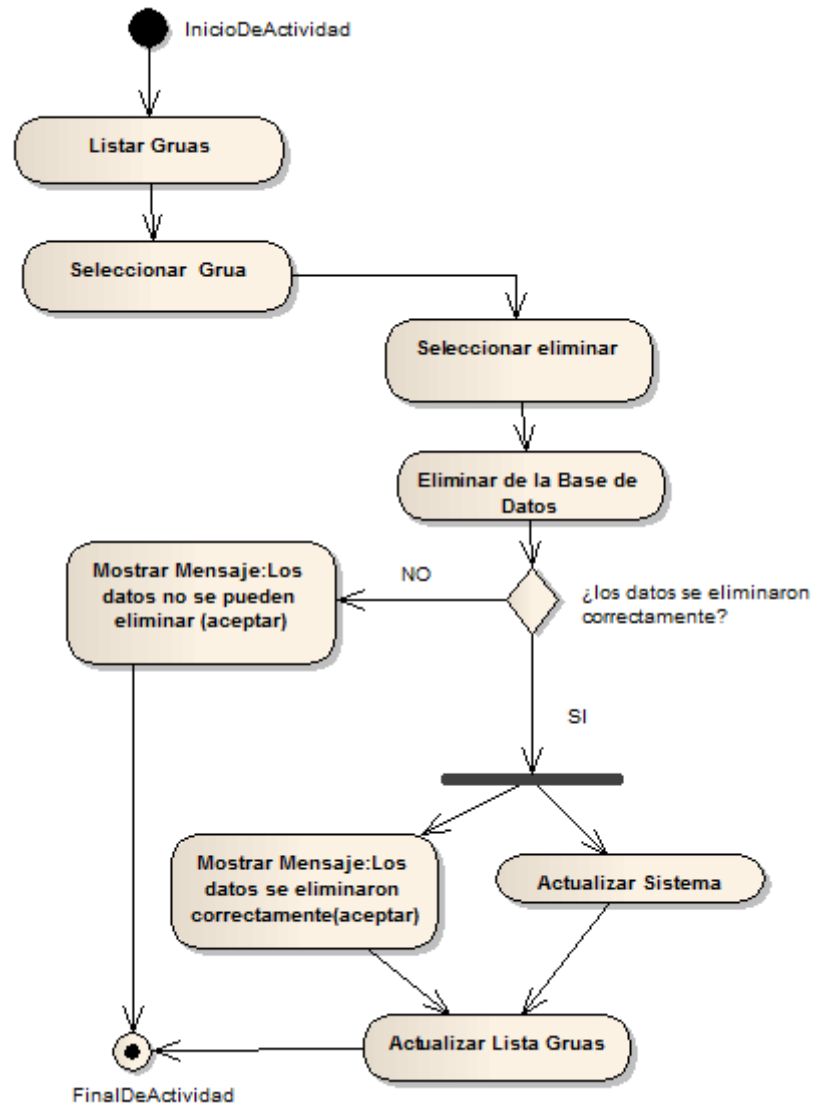 InicioDeActividad
Listar Gruas
Seleccionar Grua
Seleccionar eliminar
Eliminar de la Base de
Datos
¿los datos se eliminaron
correctamente?
NO
Mostrar Mensaje:Los
datos no se pueden
eliminar (aceptar)
SI
Mostrar Mensaje:Los
datos se eliminaron
correctamente(aceptar)
Actualizar Sistema
Actualizar Lista Gruas
FinalDeActividad